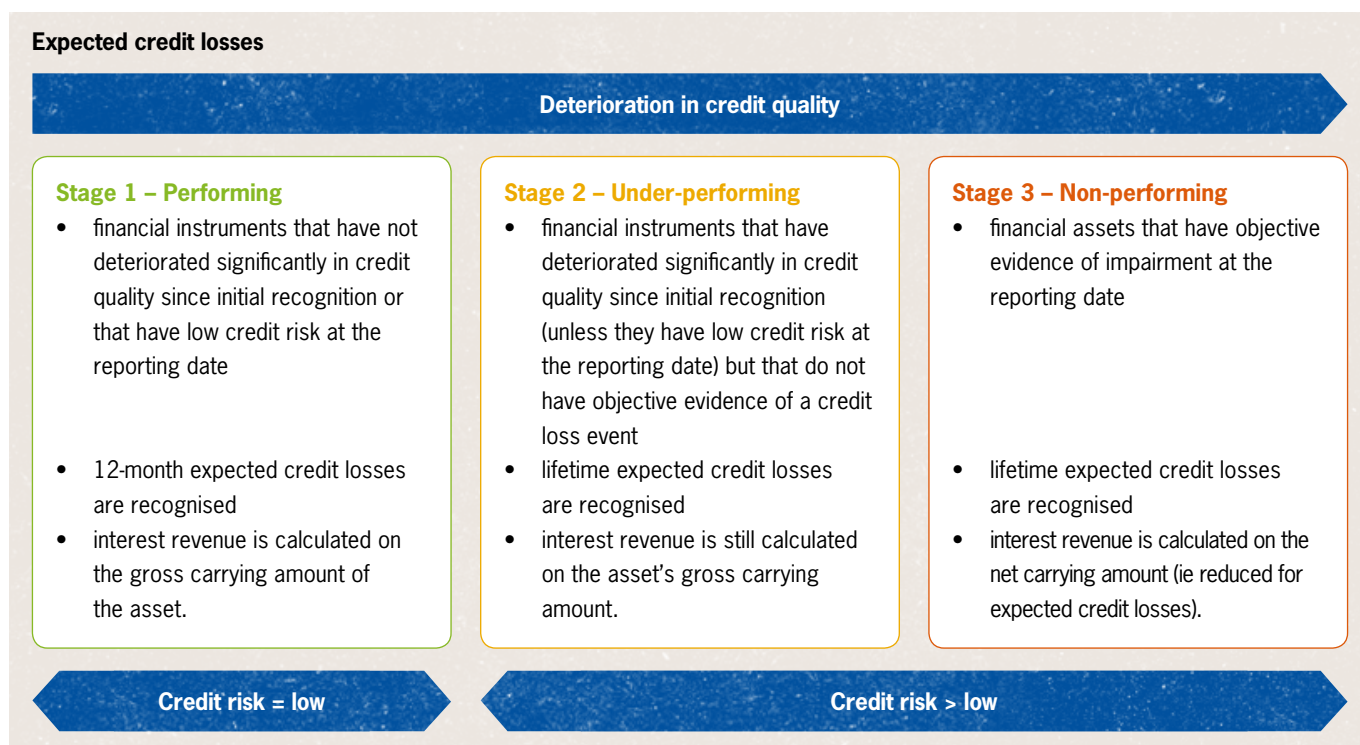 Expected credit losses
Deterioration in credit quality
Stage 1 – Performing
• financial instruments that have not
deteriorated significantly in credit
quality since initial recognition or
that have low credit risk at the
reporting date
• 12-month expected credit losses
are recognised
• interest revenue is calculated on
the gross carrying amount of
the asset.
Stage 2 – Under-performing
• financial instruments that have
deteriorated significantly in credit
quality since initial recognition
(unless they have low credit risk at
the reporting date) but that do not
have objective evidence of a credit
loss event
• lifetime expected credit losses
are recognised
• interest revenue is still calculated
on the asset’s gross carrying
amount.
Stage 3 – Non-performing
• financial assets that have objective
evidence of impairment at the
reporting date
• lifetime expected credit losses
are recognised
• interest revenue is calculated on the
net carrying amount (ie reduced for
expected credit losses).
Credit risk = low
Credit risk > low